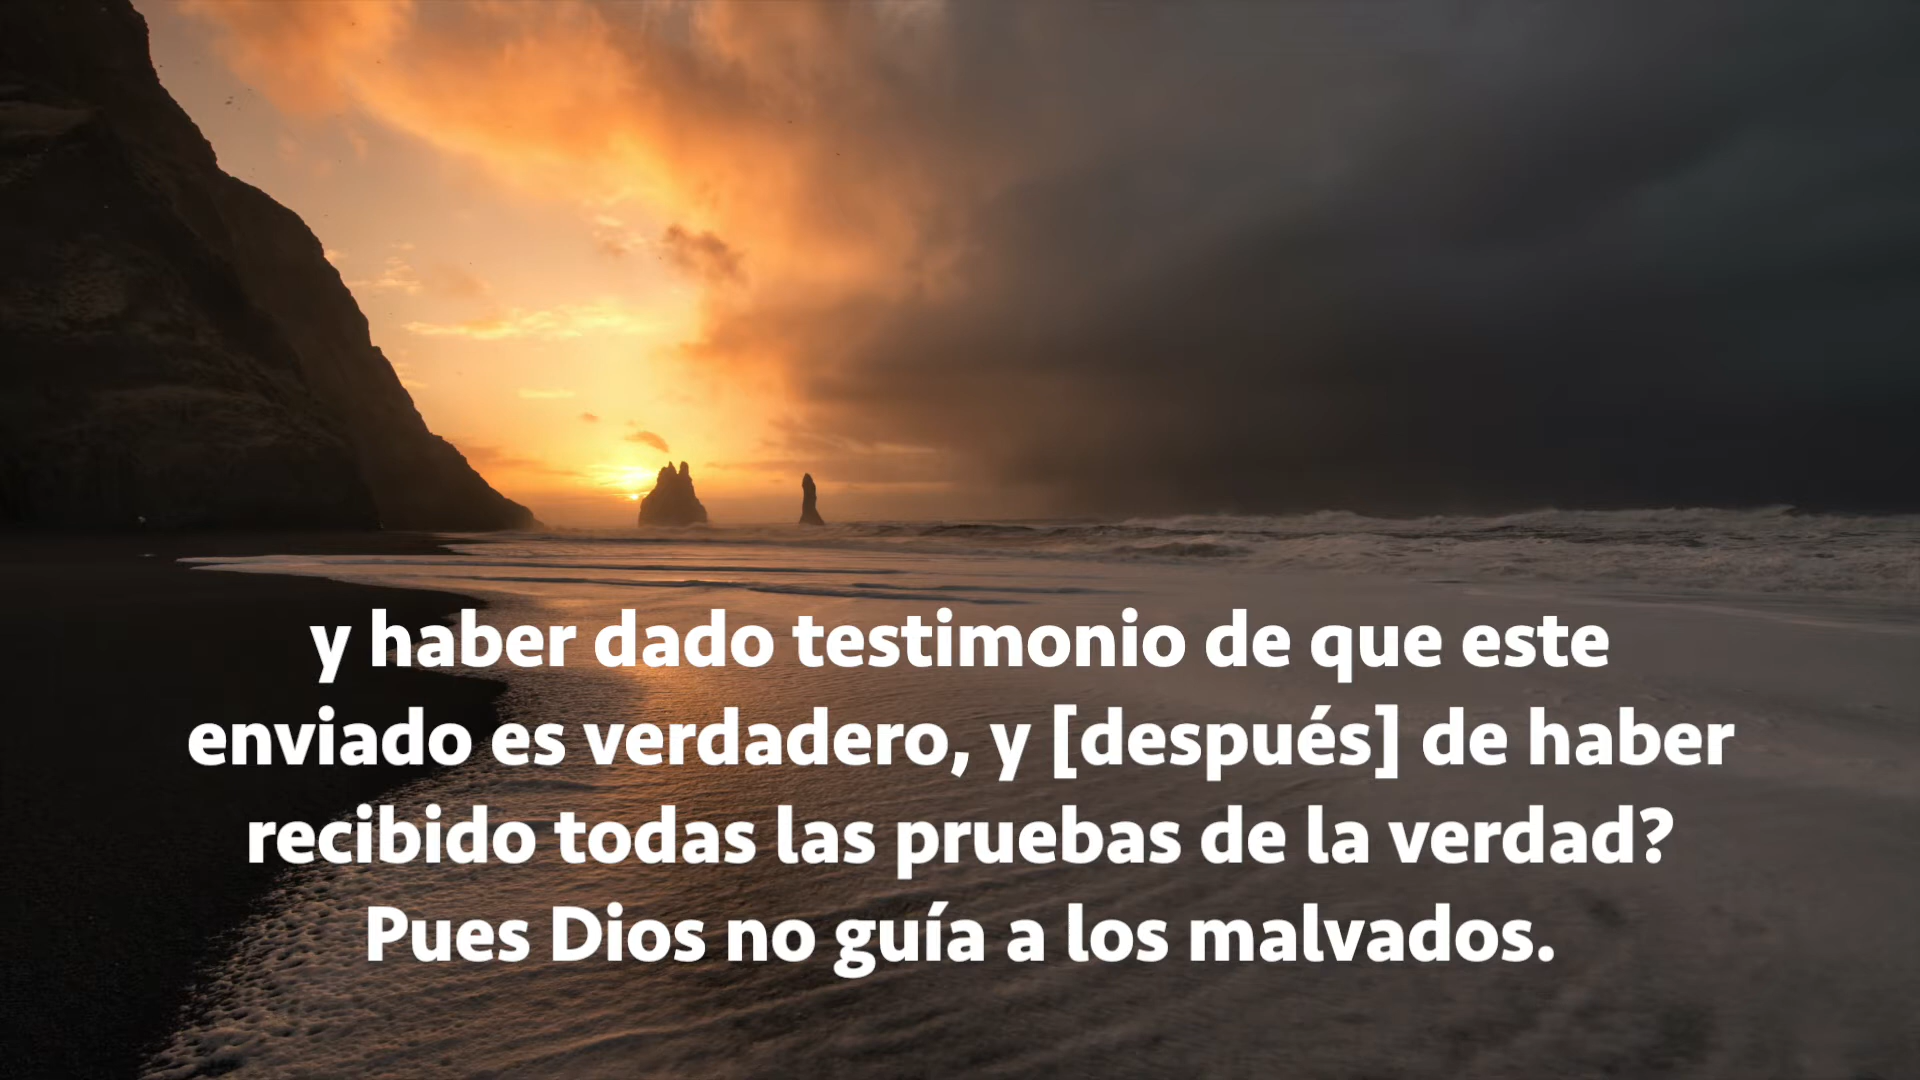 y haber dado testimonio de que este
enviado es verdadero, y [después] de haber
recibido todas las pruebas de la verdad?
Pues Dios no guía a los malvados.